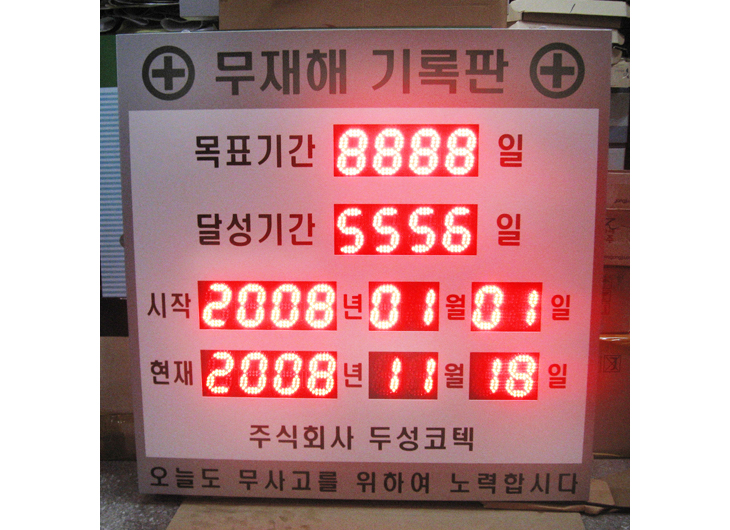 무재해 기록판
목표기간 8888 일
달성기간 5556 일
시작 2008 년 01 월 01 일
현재 2008 년 11 월 18 일
주식회사 두성코텍
오늘도 무사고를 위하여 노력합시다